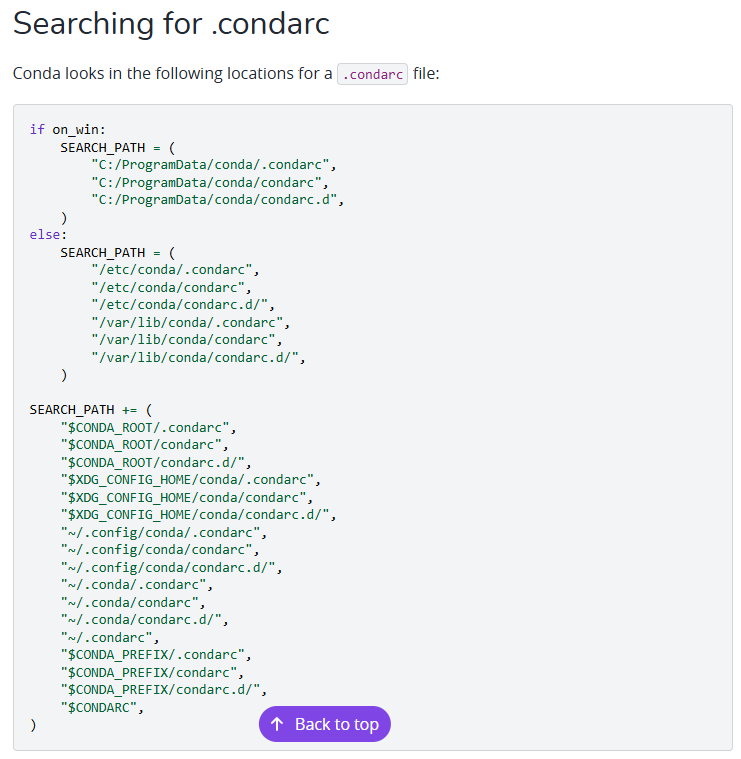 Searching for .condarc
Conda looks in the following locations for a .condarc file:
if on_win:
    SEARCH_PATH = (
        "C:/ProgramData/conda/.condarc",
        "C:/ProgramData/conda/condarc",
        "C:/ProgramData/conda/condarc.d",
    )
else:
    SEARCH_PATH = (
        "/etc/conda/.condarc",
        "/etc/conda/condarc",
        "/etc/conda/condarc.d/",
        "/var/lib/conda/.condarc",
        "/var/lib/conda/condarc",
        "/var/lib/conda/condarc.d/",
    )
SEARCH_PATH += (
    "$CONDA_ROOT/.condarc",
    "$CONDA_ROOT/condarc",
    "$CONDA_ROOT/condarc.d/",
    "$XDG_CONFIG_HOME/conda/.condarc",
    "$XDG_CONFIG_HOME/conda/condarc",
    "$XDG_CONFIG_HOME/conda/condarc.d/",
    "~/.config/conda/.condarc",
    "~/.config/conda/condarc",
    "~/.config/conda/condarc.d/",
    "~/.conda/.condarc",
    "~/.conda/condarc",
    "~/.conda/condarc.d/",
    "~/.condarc",
    "$CONDA_PREFIX/.condarc",
    "$CONDA_PREFIX/condarc",
    "$CONDA_PREFIX/condarc.d/",
    "$CONDARC",
)
↑ Back to top